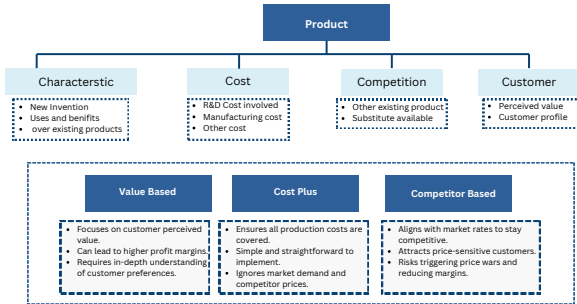 Product
Characterstic
Cost
Competition
Customer
• New Invention
• Uses and benifits
• over existing products
• R&D Cost involved
• Manufacturing cost
• Other cost
• Other existing product
• Substitute available
• Perceived value
• Customer profile
Value Based
Cost Plus
Competitor Based
• Focuses on customer perceived
value.
• Can lead to higher profit margins.
• Requires in-depth understanding
of customer preferences.
• Ensures all production costs are
covered.
• Simple and straightforward to
implement.
• Ignores market demand and
competitor prices.
• Aligns with market rates to stay
competitive.
• Attracts price-sensitive customers.
• Risks triggering price wars and
reducing margins.